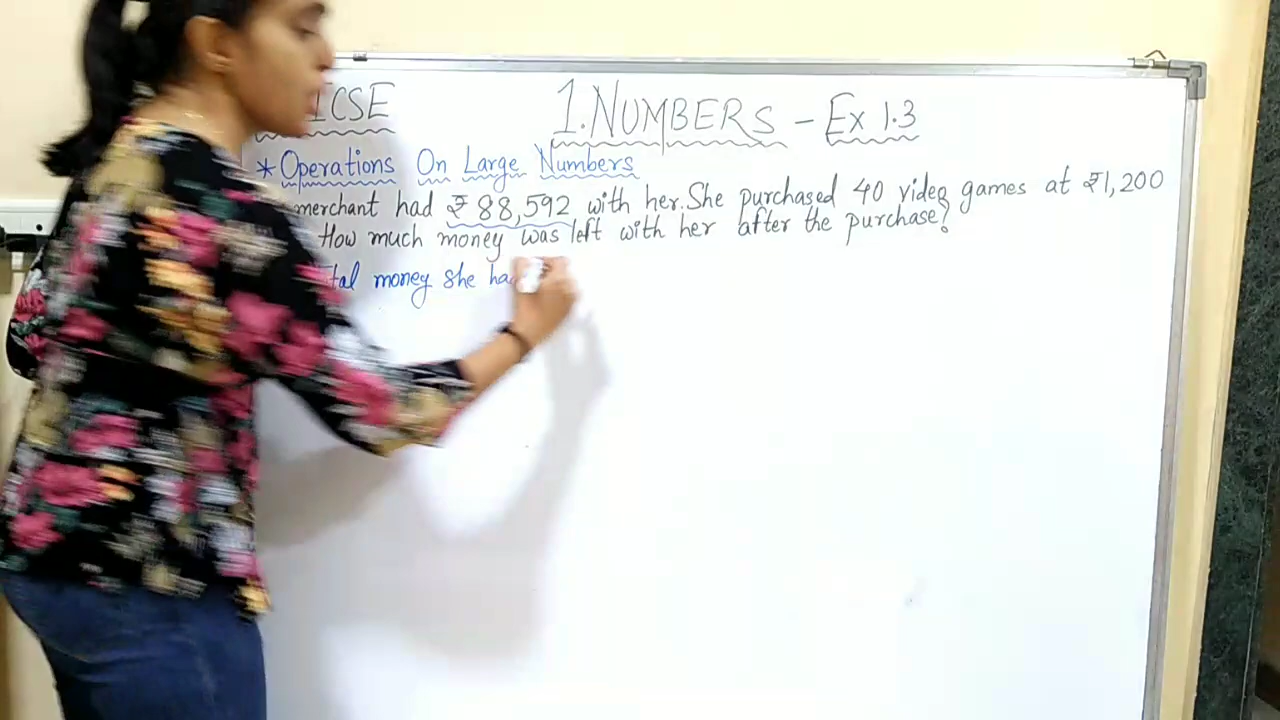 ICSE
1. NUMBERS - Ex 1.3
* Operations On Large Numbers
merchant had ₹88,592 with her. She purchased 40 video games at ₹1,200
How much money was left with her after the purchase?
money she